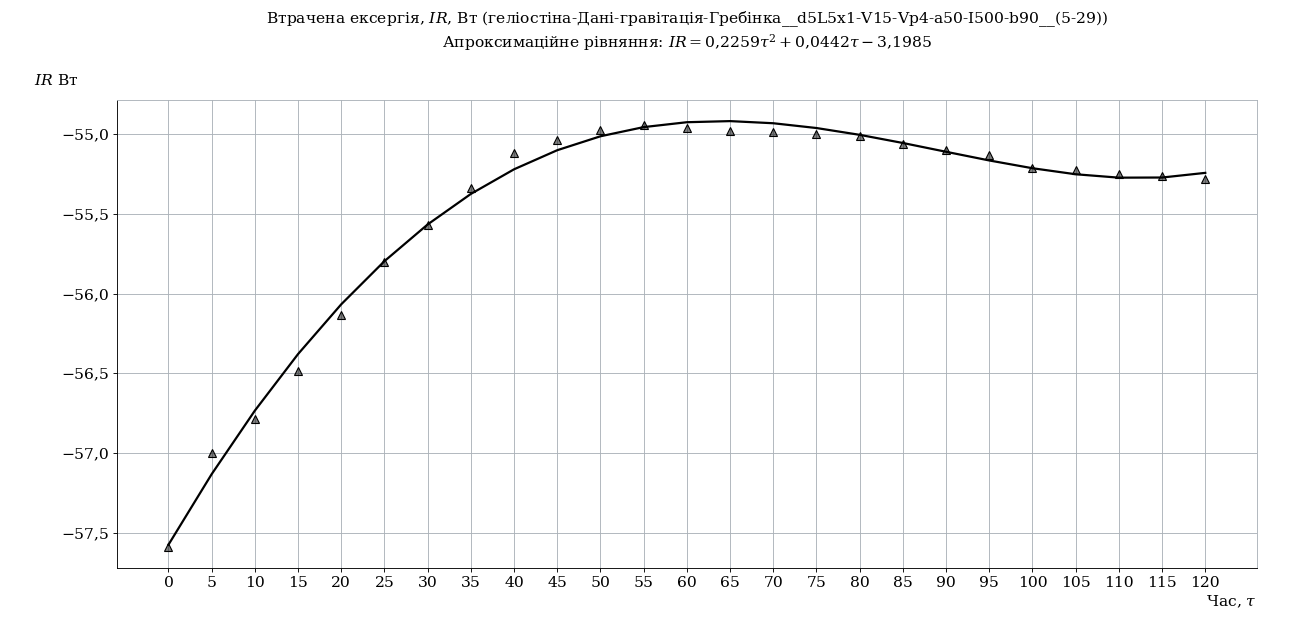 Втрачена ексергія, IR, Вт (геліостіна-Дані-гравітація-Гребінка__d5L5x1-V15-Vp4-a50-I500-b90__(5-29))
Апроксимаційне рівняння: IR = 0,2259τ² + 0,0442τ − 3,1985
IR Вт
−55,0
−55,5
−56,0
−56,5
−57,0
−57,5
0 5 10 15 20 25 30 35 40 45 50 55 60 65 70 75 80 85 90 95 100 105 110 115 120
Час, τ